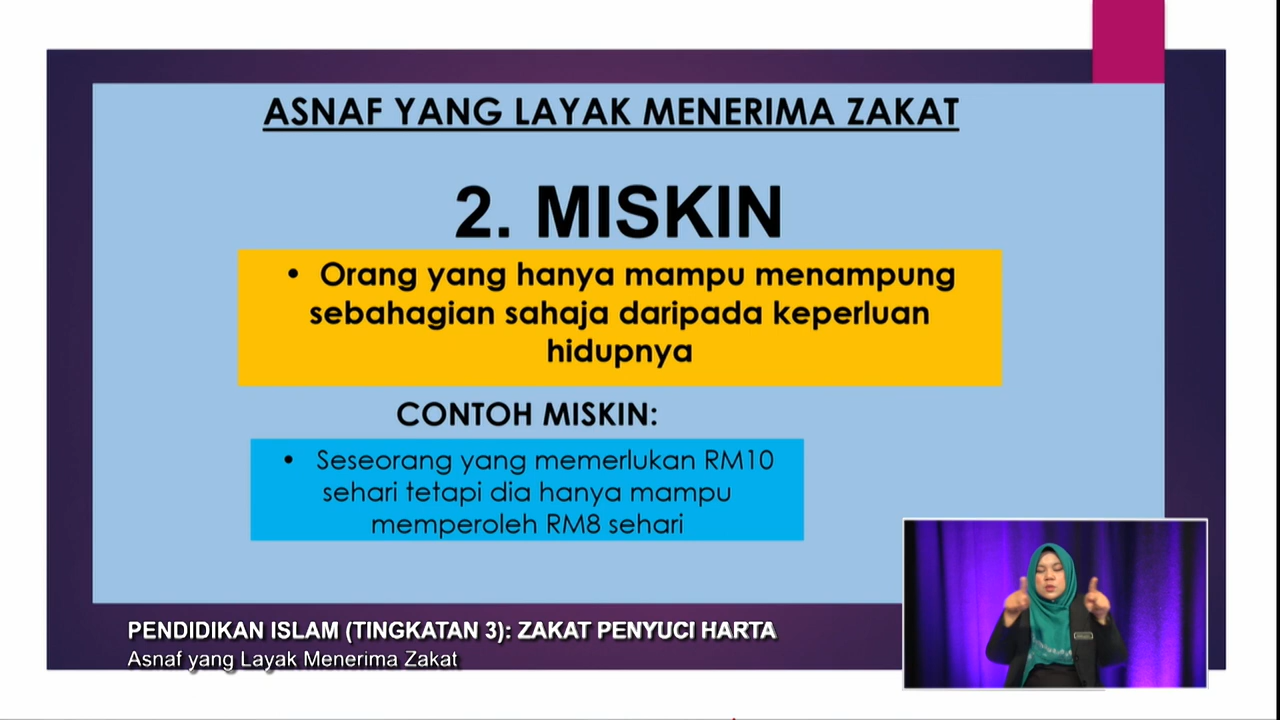 ASNAF YANG LAYAK MENERIMA ZAKAT
2. MISKIN
• Orang yang hanya mampu menampung
sebahagian sahaja daripada keperluan
hidupnya
CONTOH MISKIN:
• Seseorang yang memerlukan RM10
sehari tetapi dia hanya mampu
memperoleh RM8 sehari
PENDIDIKAN ISLAM (TINGKATAN 3): ZAKAT PENYUCI HARTA
Asnaf yang Layak Menerima Zakat